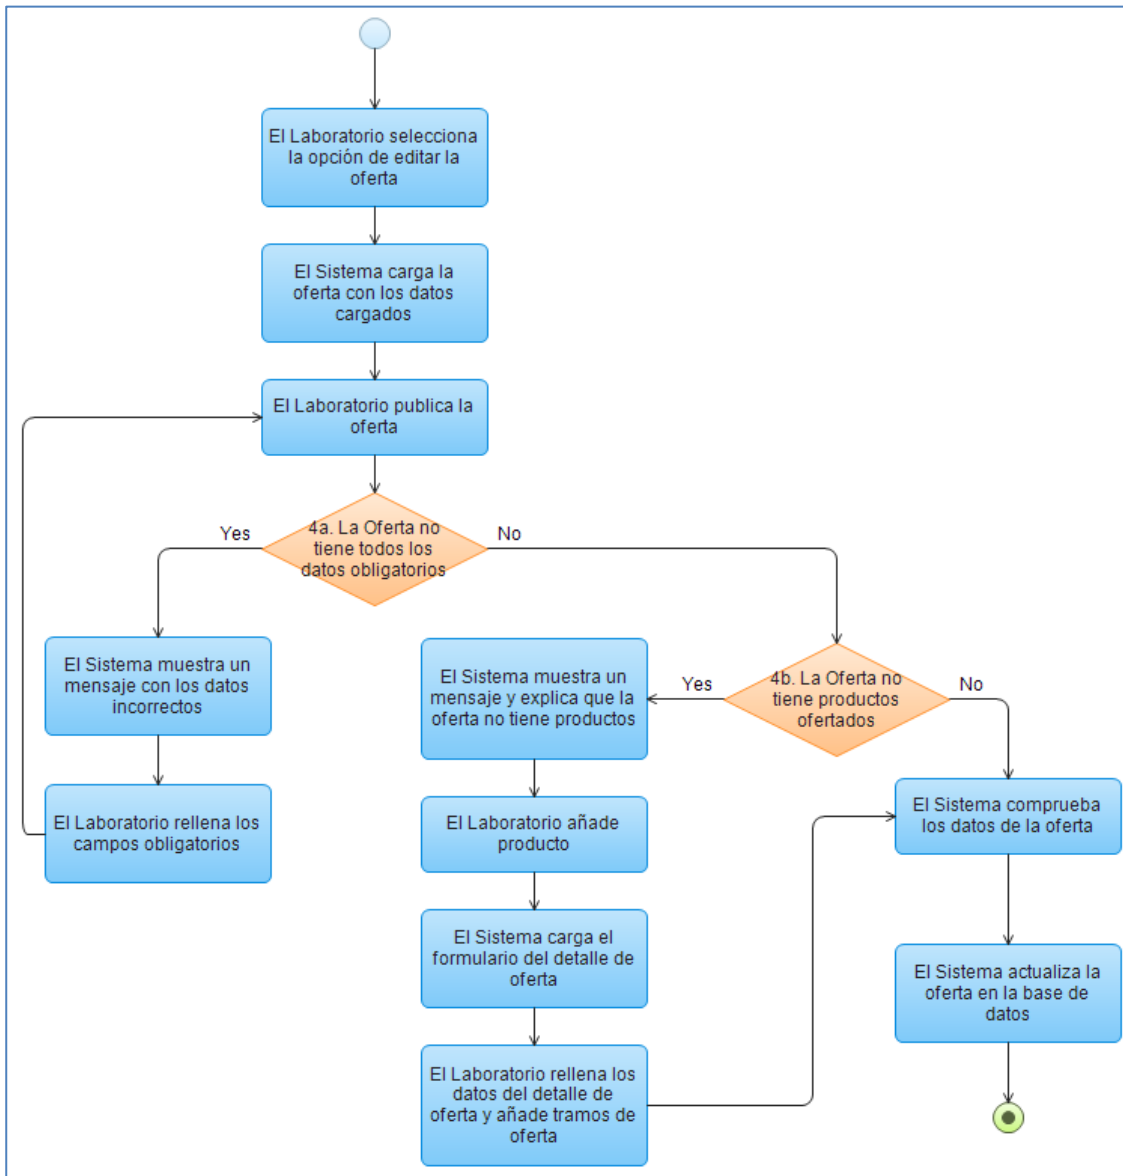 El Laboratorio selecciona
la opción de editar la
oferta
El Sistema carga la
oferta con los datos
cargados
El Laboratorio publica la
oferta
Yes
4a. La Oferta no
tiene todos los
datos obligatorios
No
El Sistema muestra un
mensaje con los datos
incorrectos
El Laboratorio rellena los
campos obligatorios
El Sistema muestra un
mensaje y explica que la
oferta no tiene productos
Yes
4b. La Oferta no
tiene productos
ofertados
No
El Laboratorio añade
producto
El Sistema carga el
formulario del detalle de
oferta
El Laboratorio rellena los
datos del detalle de
oferta y añade tramos de
oferta
El Sistema comprueba
los datos de la oferta
El Sistema actualiza la
oferta en la base de
datos